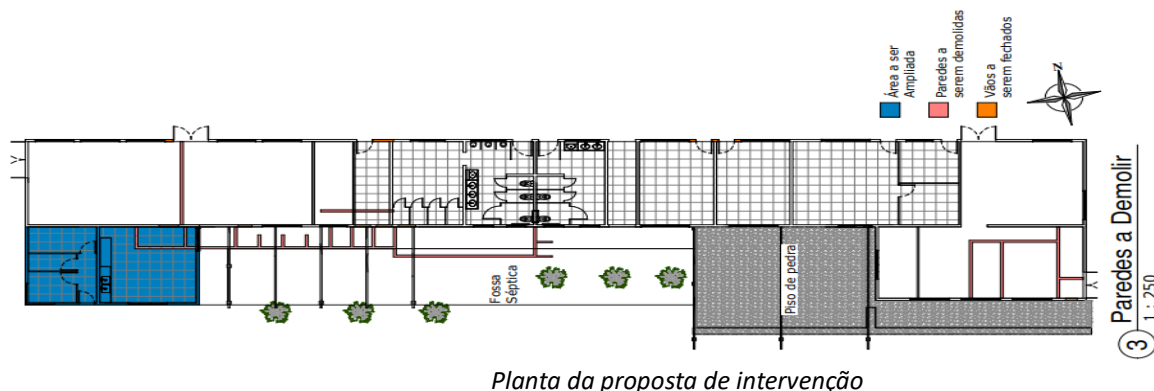 Área a ser
Ampliada
Paredes a
serem demolidas
Vãos a
serem fechados
N
Fossa
Séptica
Piso de pedra
3
Paredes a Demolir
1 : 250
Planta da proposta de intervenção